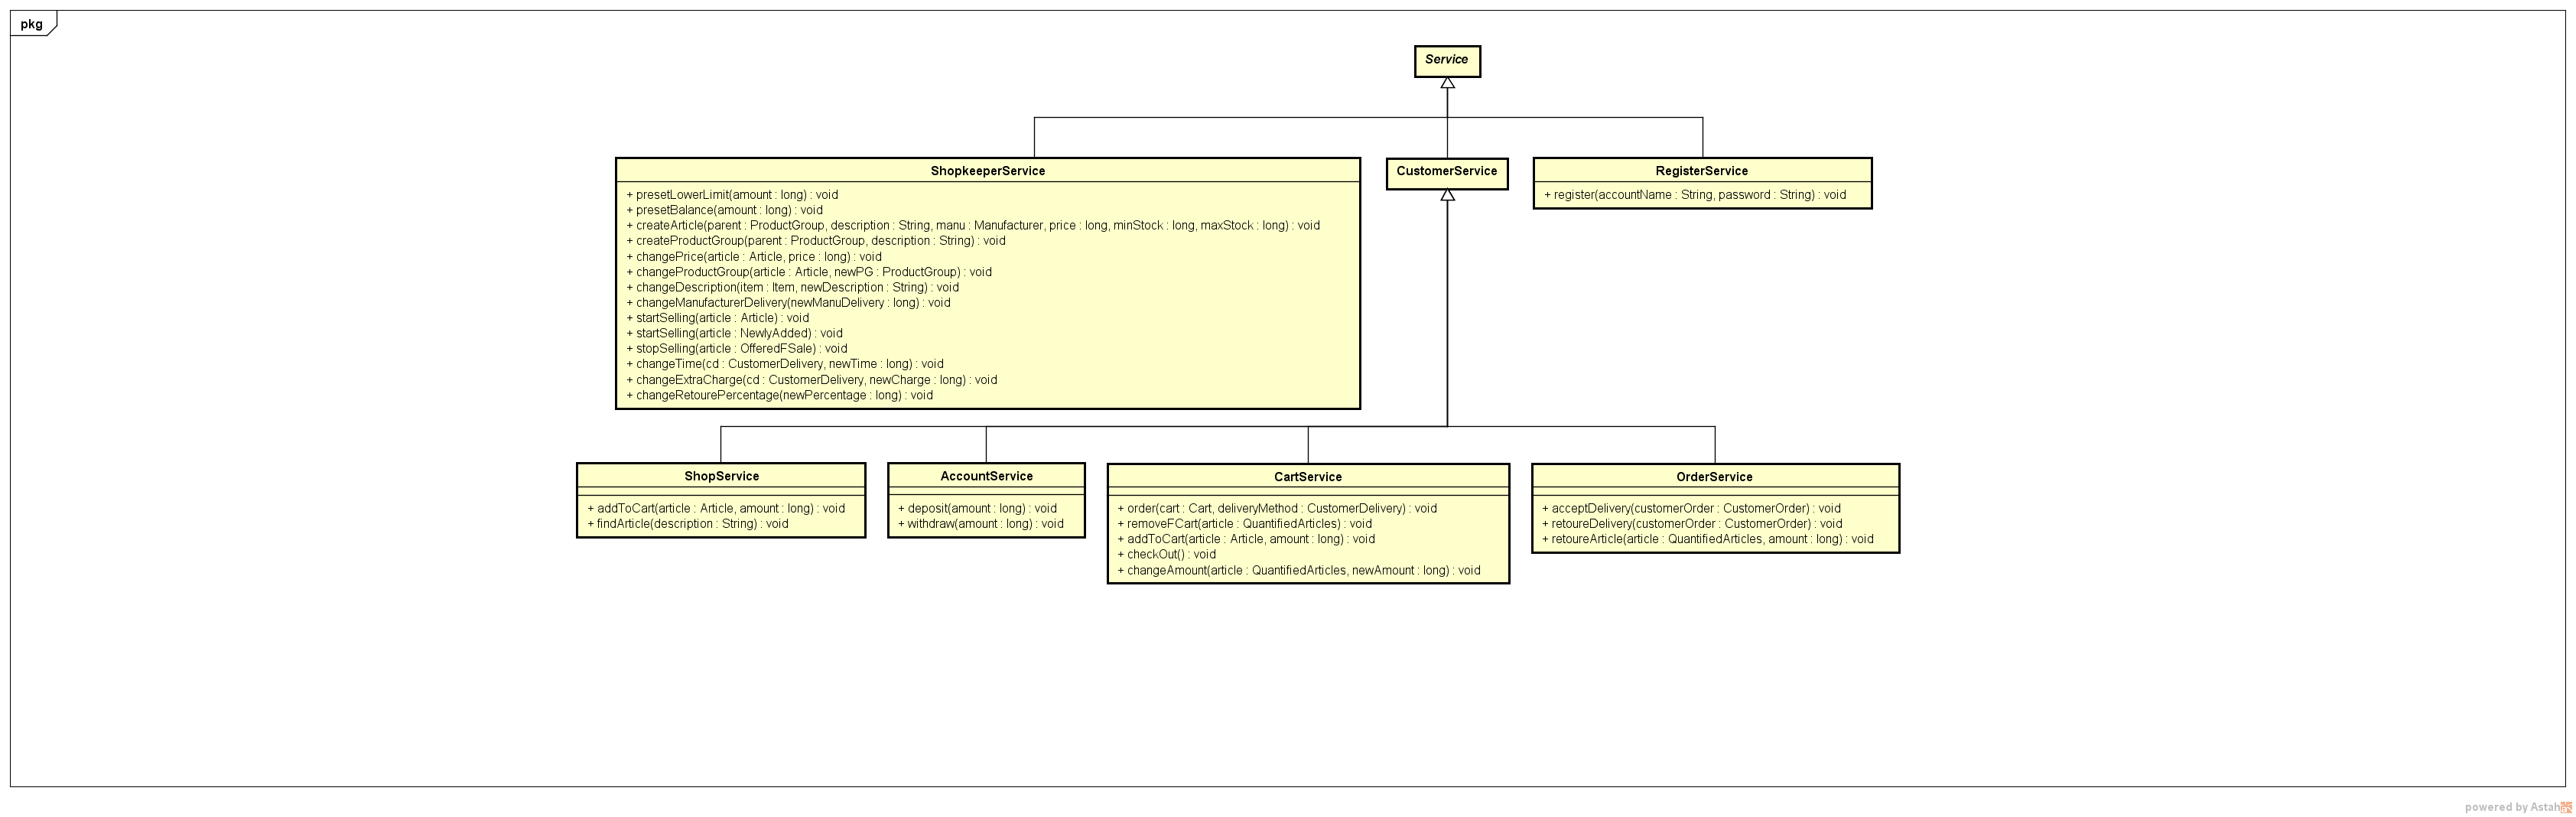 pkg
Service
ShopkeeperService
+ presetLowerLimit(amount : long) : void
+ presetBalance(amount : long) : void
+ createArticle(parent : ProductGroup, description : String, manu : Manufacturer, price : long, minStock : long, maxStock : long) : void
+ createProductGroup(parent : ProductGroup, description : String) : void
+ changePrice(article : Article, price : long) : void
+ changeProductGroup(article : Article, newPG : ProductGroup) : void
+ changeDescription(item : Item, newDescription : String) : void
+ changeManufacturerDelivery(newManuDelivery : long) : void
+ startSelling(article : Article) : void
+ startSelling(article : NewlyAdded) : void
+ stopSelling(article : OfferedFSale) : void
+ changeTime(cd : CustomerDelivery, newTime : long) : void
+ changeExtraCharge(cd : CustomerDelivery, newCharge : long) : void
+ changeRetourePercentage(newPercentage : long) : void
CustomerService
RegisterService
+ register(accountName : String, password : String) : void
ShopService
+ addToCart(article : Article, amount : long) : void
+ findArticle(description : String) : void
AccountService
+ deposit(amount : long) : void
+ withdraw(amount : long) : void
CartService
+ order(cart : Cart, deliveryMethod : CustomerDelivery) : void
+ removeFCart(article : QuantifiedArticles) : void
+ addToCart(article : Article, amount : long) : void
+ checkOut() : void
+ changeAmount(article : QuantifiedArticles, newAmount : long) : void
OrderService
+ acceptDelivery(customerOrder : CustomerOrder) : void
+ retoureDelivery(customerOrder : CustomerOrder) : void
+ retoureArticle(article : QuantifiedArticles, amount : long) : void
powered by Astah